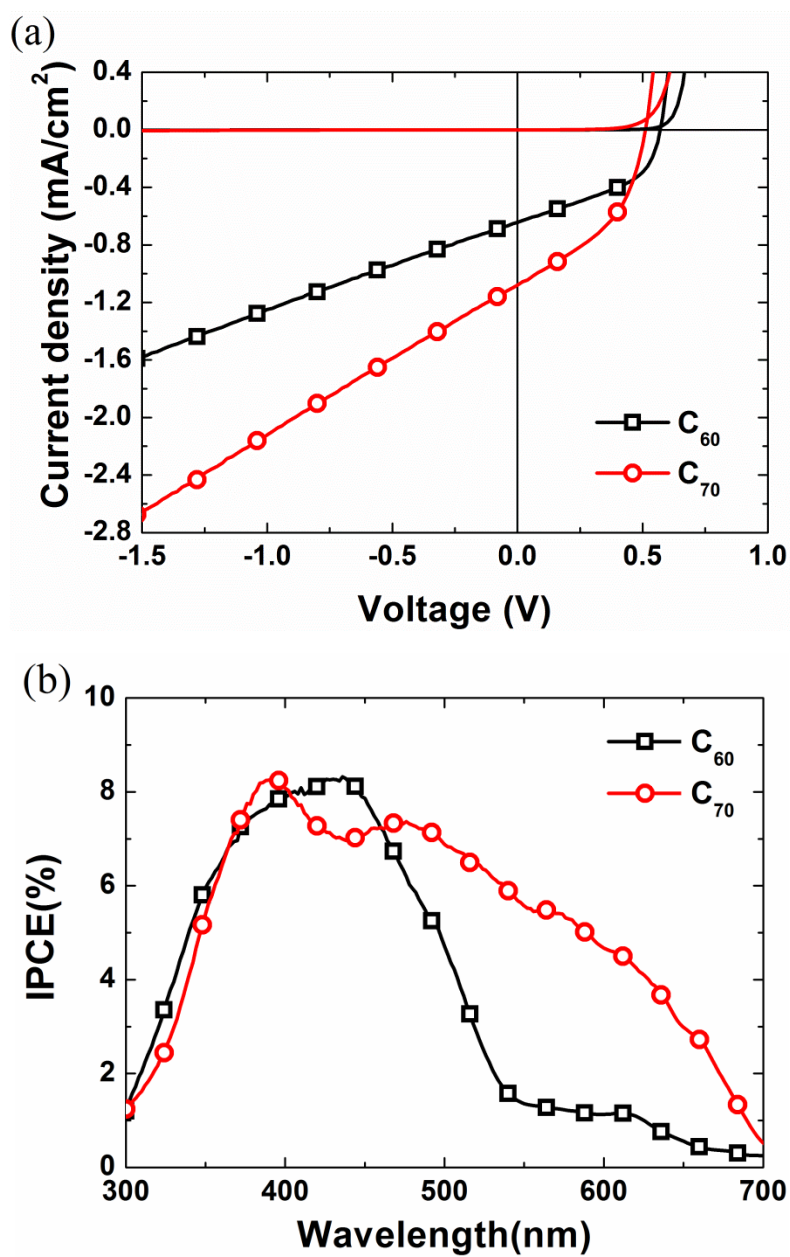 (a)
0.4
0.0
-0.4
-0.8
-1.2
-1.6
-2.0
-2.4
-2.8
Current density (mA/cm²)
C₆₀
C₇₀
-1.5 -1.0 -0.5 0.0 0.5 1.0
Voltage (V)
(b)
10
8
6
4
2
0
IPCE(%)
C₆₀
C₇₀
300 400 500 600 700
Wavelength(nm)